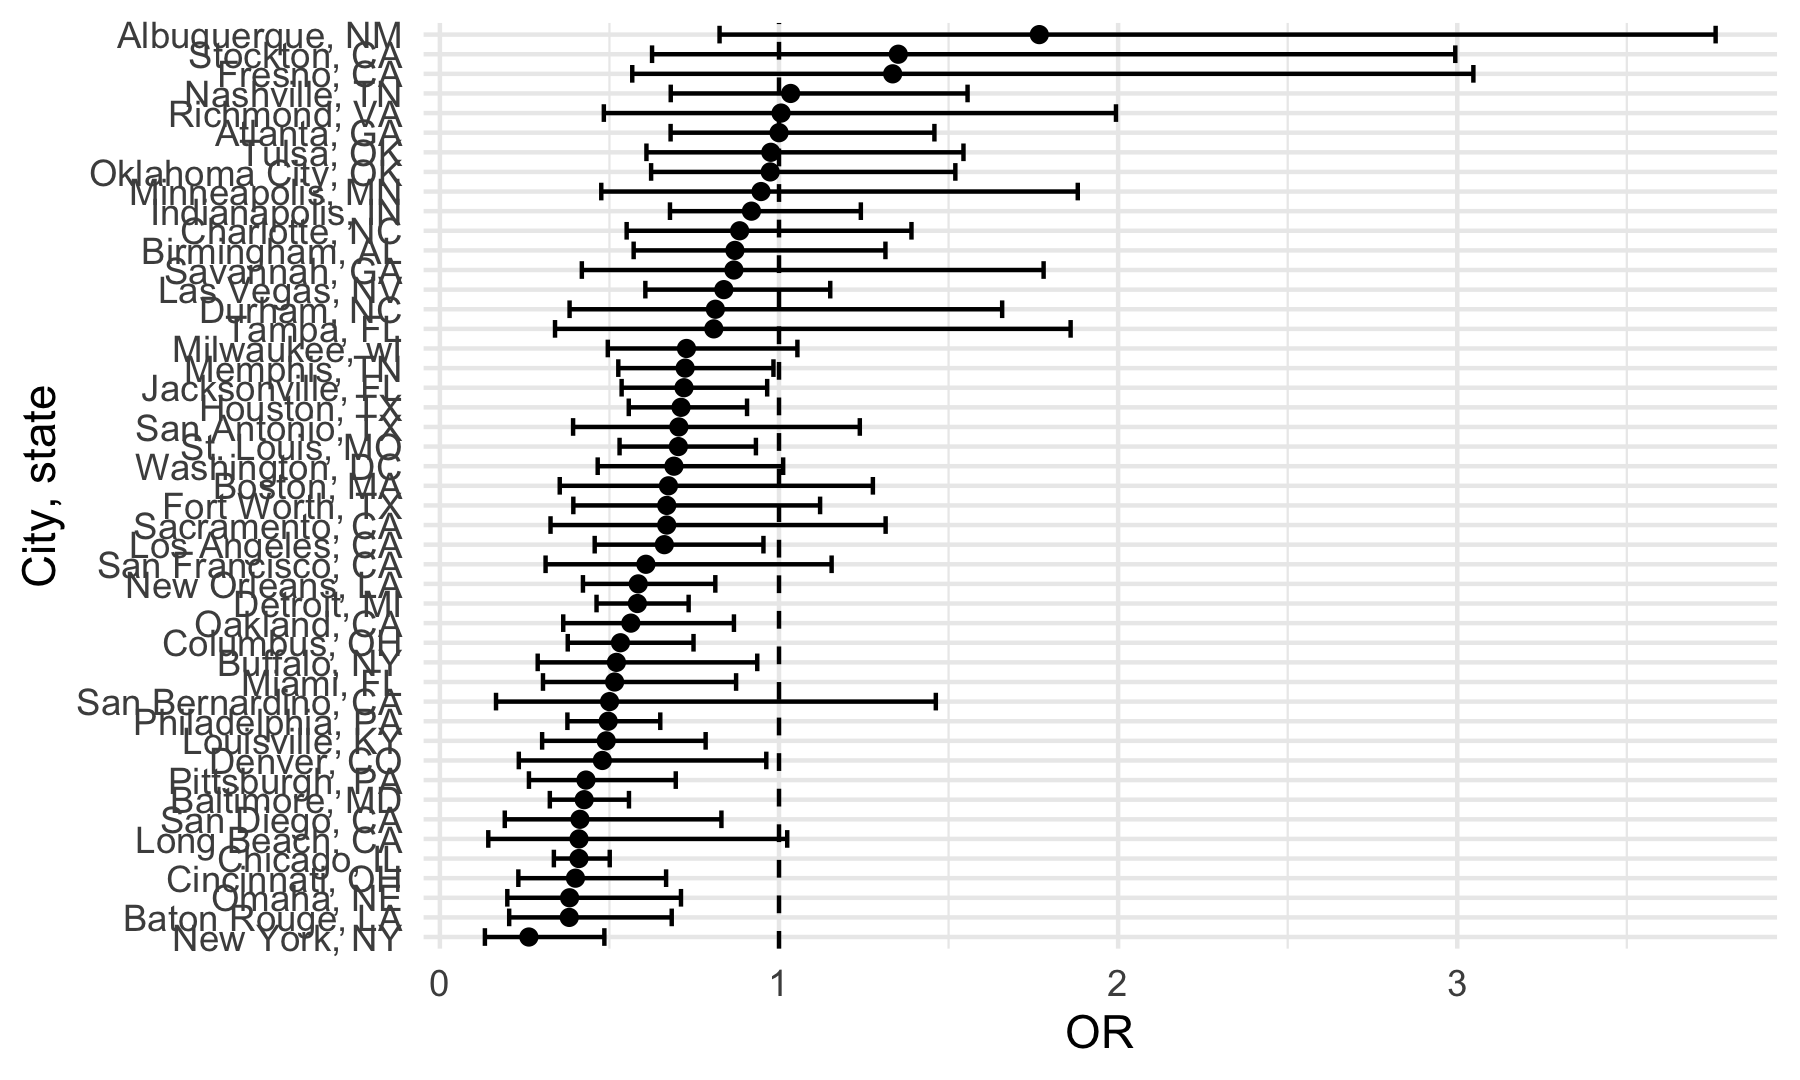 Albuquerque, NM
Stockton, CA
Fresno, CA
Nashville, TN
Richmond, VA
Atlanta, GA
Tulsa, OK
Oklahoma City, OK
Minneapolis, MN
Indianapolis, IN
Charlotte, NC
Birmingham, AL
Savannah, GA
Las Vegas, NV
Durham, NC
Tampa, FL
Milwaukee, wI
Memphis, TN
Jacksonville, FL
Houston, TX
San Antonio, TX
St. Louis, MO
Washington, DC
Boston, MA
Fort Worth, TX
Sacramento, CA
Los Angeles, CA
San Francisco, CA
New Orleans, LA
Detroit, MI
Oakland, CA
Columbus, OH
Buffalo, NY
Miami, FL
San Bernardino, CA
Philadelphia, PA
Louisville, KY
Denver, CO
Pittsburgh, PA
Baltimore, MD
San Diego, CA
Long Beach, CA
Chicago, IL
Cincinnati, OH
Omaha, NE
Baton Rouge, LA
New York, NY
City, state
0 1 2 3
OR